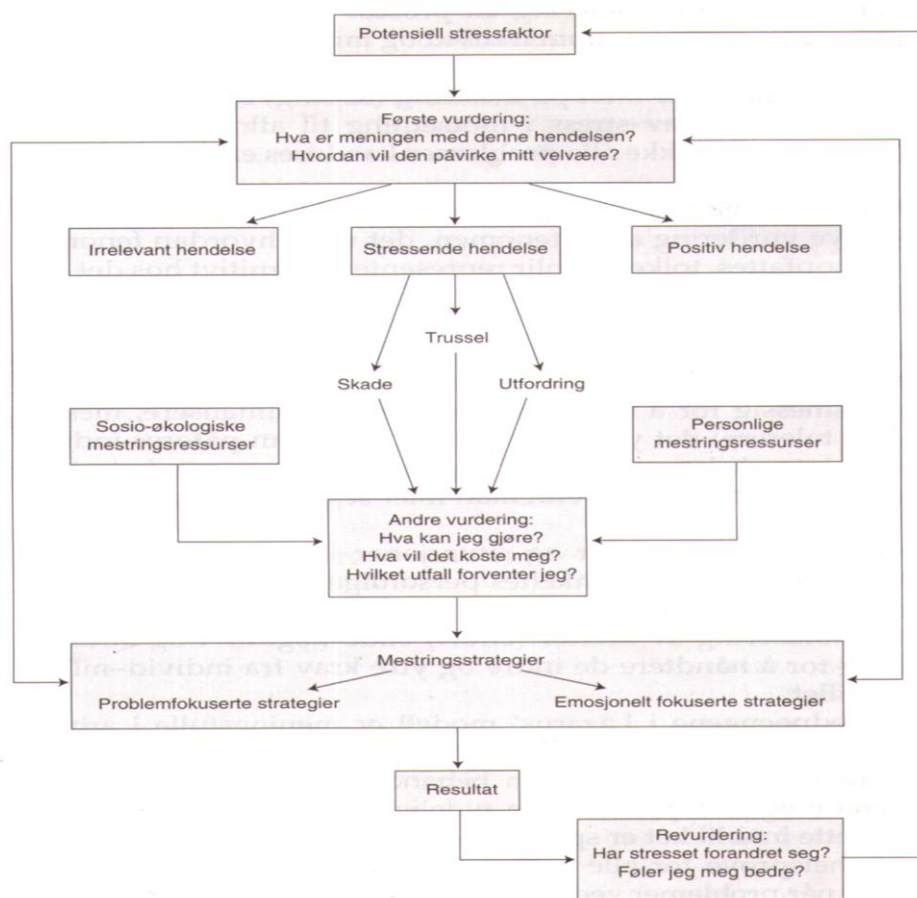 Potensiell stressfaktor
Første vurdering:
Hva er meningen med denne hendelsen?
Hvordan vil den påvirke mitt velvære?
Irrelevant hendelse
Stressende hendelse
Positiv hendelse
Trussel
Skade
Utfordring
Sosio-økologiske
mestringsressurser
Personlige
mestringsressurser
Andre vurdering:
Hva kan jeg gjøre?
Hva vil det koste meg?
Hvilket utfall forventer jeg?
Mestringsstrategier
Problemfokuserte strategier
Emosjonelt fokuserte strategier
Resultat
Revurdering:
Har stresset forandret seg?
Føler jeg meg bedre?